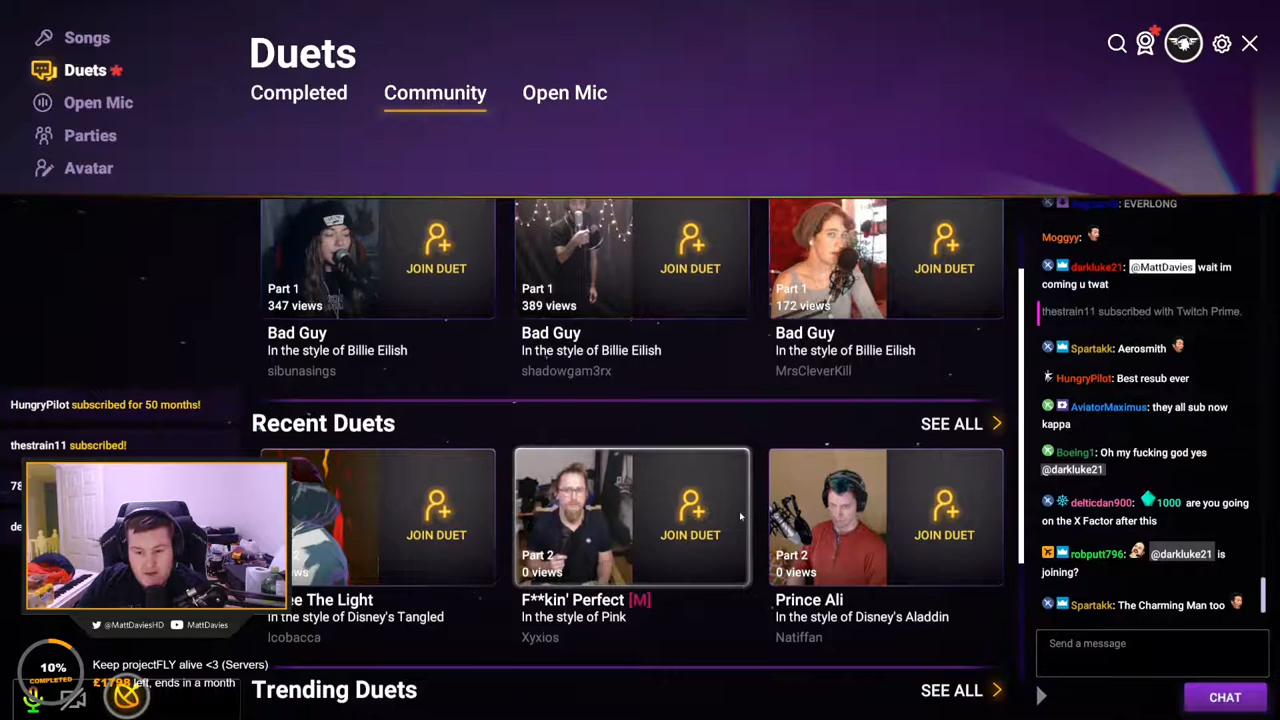 Songs
Duets
Open Mic
Parties
Avatar
Duets
Completed
Community
Open Mic
JOIN DUET
Part 1
347 views
Bad Guy
In the style of Billie Eilish
sibunasings
JOIN DUET
Part 1
389 views
Bad Guy
In the style of Billie Eilish
shadowgam3rx
JOIN DUET
Part 1
172 views
Bad Guy
In the style of Billie Eilish
MrsCleverKill
Recent Duets
SEE ALL
JOIN DUET
The Light
In the style of Disney's Tangled
Icobacca
JOIN DUET
Part 2
0 views
F**kin' Perfect [M]
In the style of Pink
Xyxios
JOIN DUET
Part 2
0 views
Prince Ali
In the style of Disney's Aladdin
Natiffan
Trending Duets
SEE ALL
HungryPilot subscribed for 50 months!
thestrain11 subscribed!
78
de
@MattDaviesHD
MattDavies
10%
COMPLETED
Keep projectFLY alive <3 (Servers)
£1798 left, ends in a month
: EVERLONG
Moggyy:
darkluke21: @MattDavies wait im
coming u twat
thestrain11 subscribed with Twitch Prime.
Spartakk: Aerosmith
HungryPilot: Best resub ever
AviatorMaximus: they all sub now
kappa
Boeing1: Oh my fucking god yes
@darkluke21
delticdan900: 1000 are you going
on the X Factor after this
robputt796: @darkluke21 is
joining?
Spartakk: The Charming Man too
Send a message
CHAT